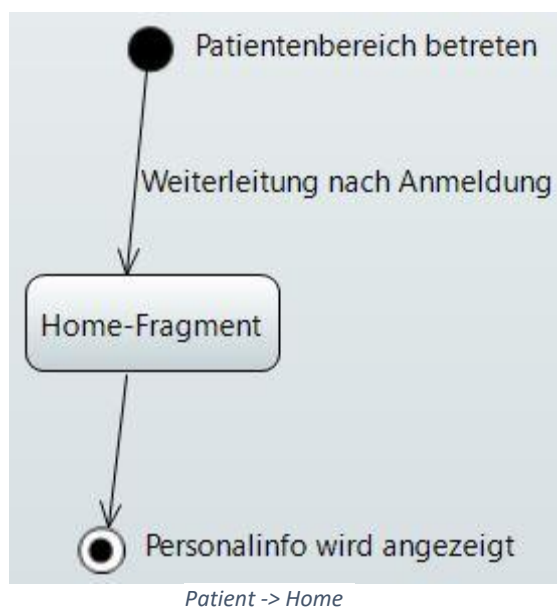 Patientenbereich betreten
Weiterleitung nach Anmeldung
Home-Fragment
Personalinfo wird angezeigt
Patient -> Home